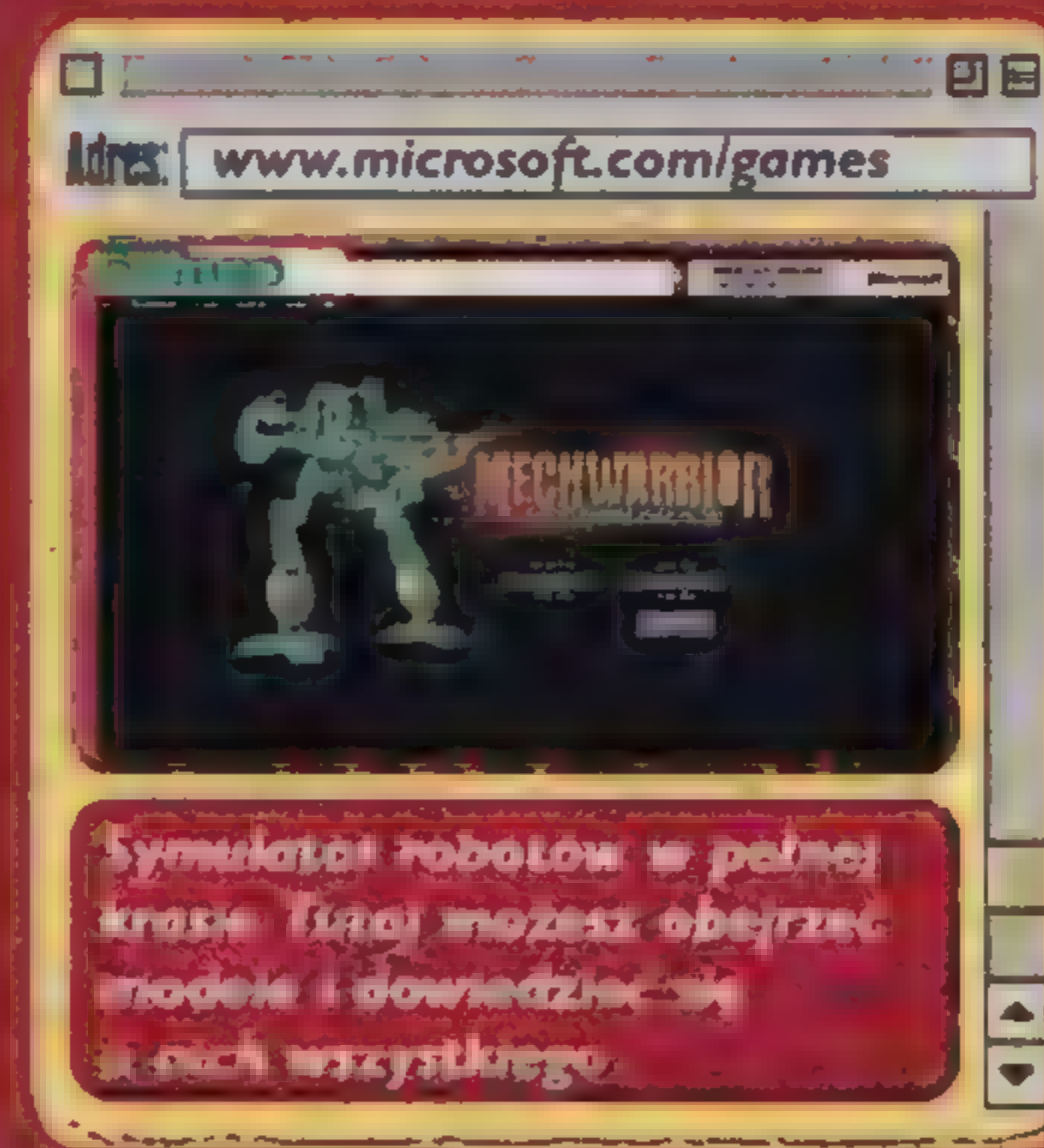 Adres: www.microsoft.com/games
MECHWARRIOR
Symulator robotów w pełnej
krasie. Tutaj możesz obejrzeć
modele i dowiedzieć się
o nich wszystkiego.